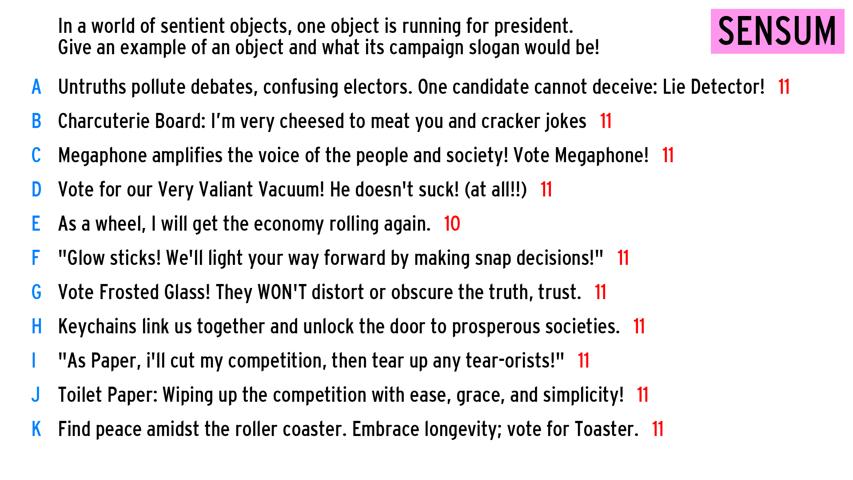 In a world of sentient objects, one object is running for president.
Give an example of an object and what its campaign slogan would be!
SENSUM
A Untruths pollute debates, confusing electors. One candidate cannot deceive: Lie Detector! 11
B Charcuterie Board: I'm very cheesed to meat you and cracker jokes 11
C Megaphone amplifies the voice of the people and society! Vote Megaphone! 11
D Vote for our Very Valiant Vacuum! He doesn't suck! (at all!!) 11
E As a wheel, I will get the economy rolling again. 10
F "Glow sticks! We'll light your way forward by making snap decisions!" 11
G Vote Frosted Glass! They WON'T distort or obscure the truth, trust. 11
H Keychains link us together and unlock the door to prosperous societies. 11
I "As Paper, i'll cut my competition, then tear up any tear-orists!" 11
J Toilet Paper: Wiping up the competition with ease, grace, and simplicity! 11
K Find peace amidst the roller coaster. Embrace longevity; vote for Toaster. 11